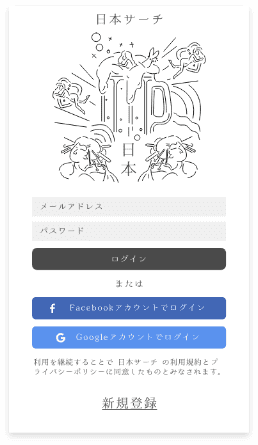 日本サーチ
日
本
メールアドレス
パスワード
ログイン
または
Facebookアカウントでログイン
Googleアカウントでログイン
利用を継続することで 日本サーチ の利用規約とプ
ライバシーポリシーに同意したものとみなされます。
新規登録